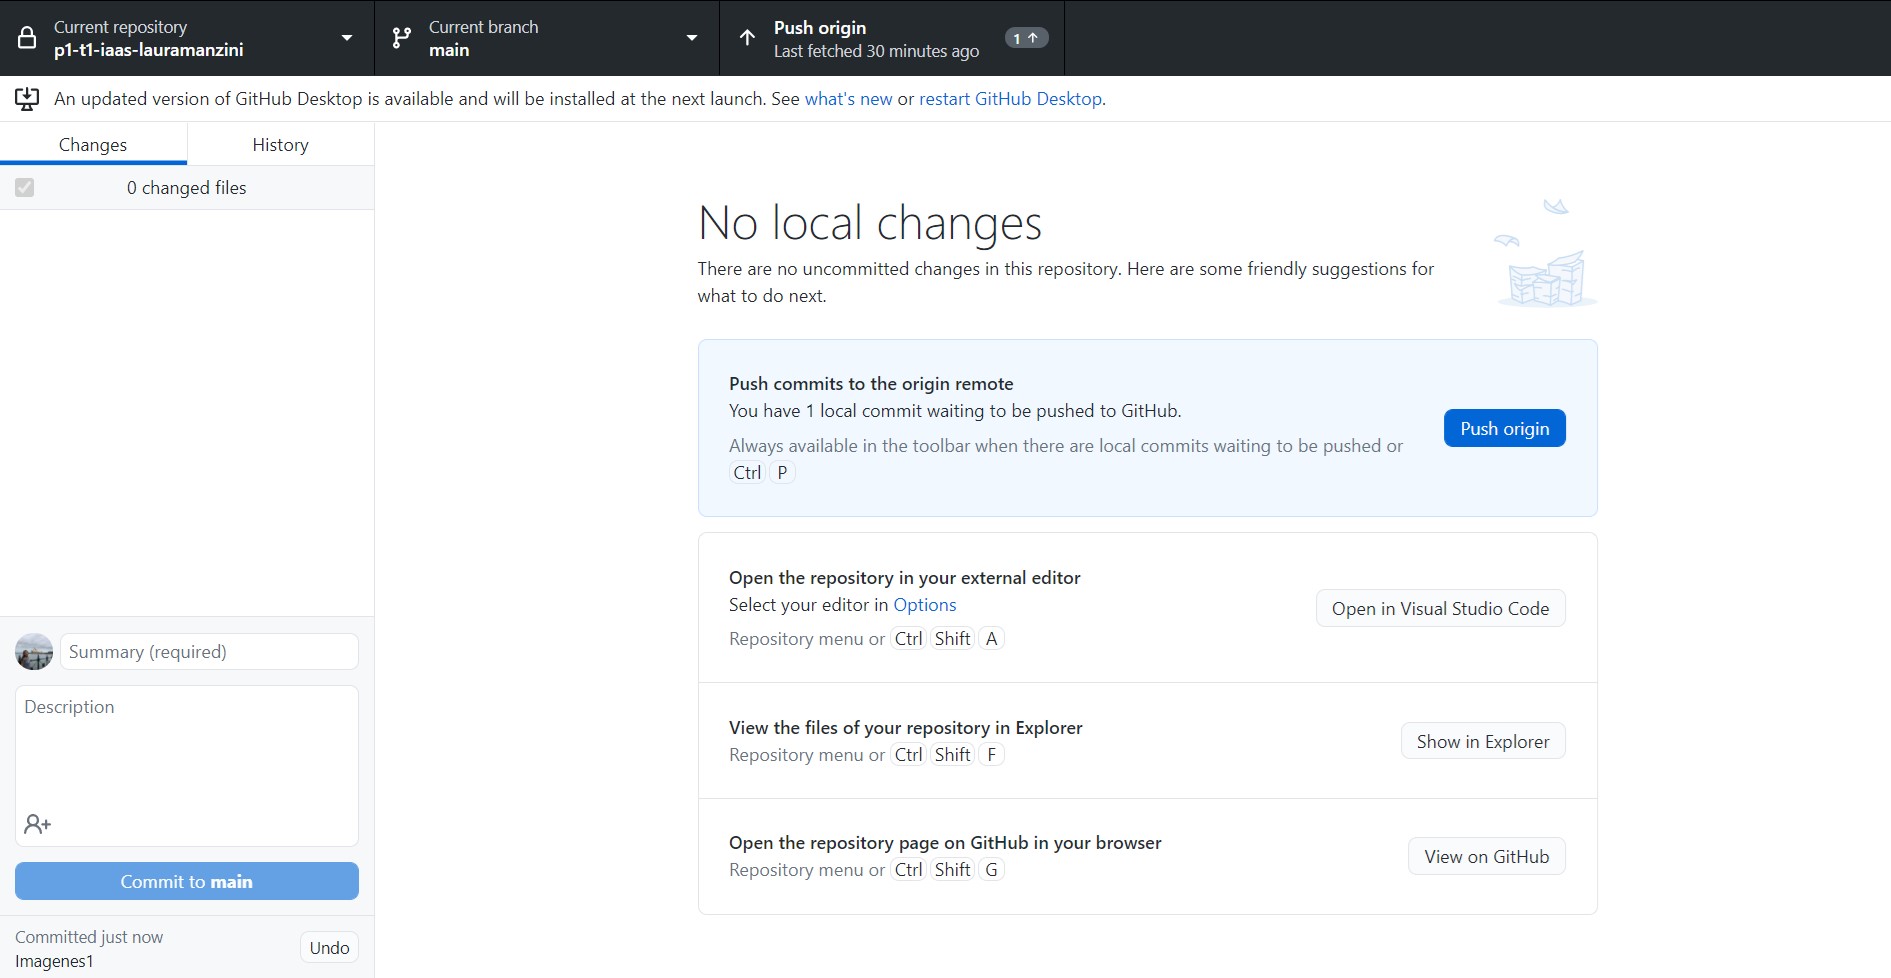 Current repository
p1-t1-iaas-lauramanzini
Current branch
main
Push origin
Last fetched 30 minutes ago
1
An updated version of GitHub Desktop is available and will be installed at the next launch. See what's new or restart GitHub Desktop.
Changes
History
0 changed files
No local changes
There are no uncommitted changes in this repository. Here are some friendly suggestions for
what to do next.
Push commits to the origin remote
You have 1 local commit waiting to be pushed to GitHub.
Always available in the toolbar when there are local commits waiting to be pushed or
Ctrl P
Push origin
Open the repository in your external editor
Select your editor in Options
Repository menu or Ctrl Shift A
Open in Visual Studio Code
View the files of your repository in Explorer
Repository menu or Ctrl Shift F
Show in Explorer
Open the repository page on GitHub in your browser
Repository menu or Ctrl Shift G
View on GitHub
Summary (required)
Description
Commit to main
Committed just now
Imagenes1
Undo